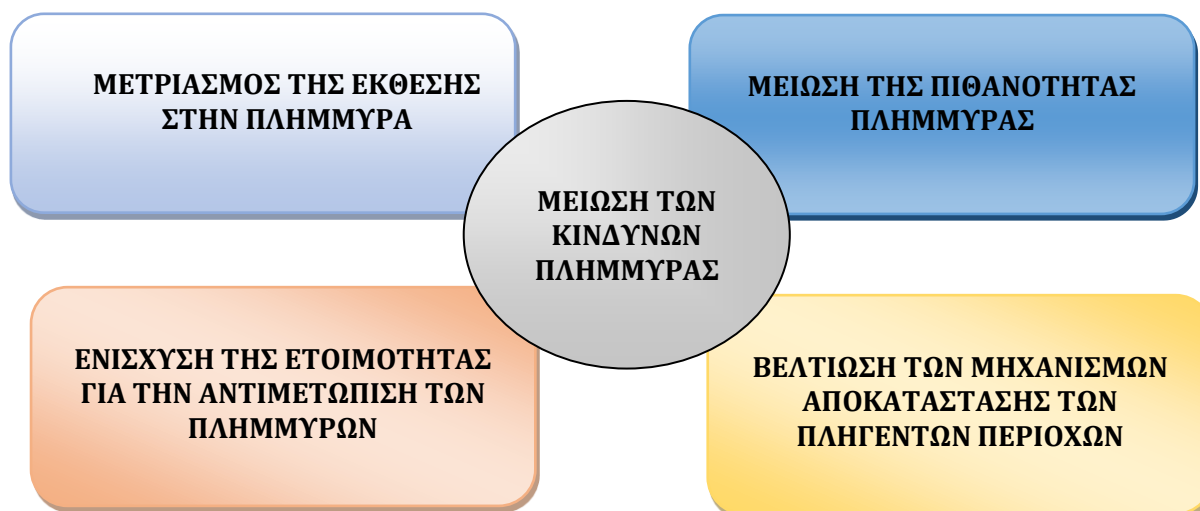 ΜΕΤΡΙΑΣΜΟΣ ΤΗΣ ΕΚΘΕΣΗΣ
ΣΤΗΝ ΠΛΗΜΜΥΡΑ
ΜΕΙΩΣΗ ΤΗΣ ΠΙΘΑΝΟΤΗΤΑΣ
ΠΛΗΜΜΥΡΑΣ
ΜΕΙΩΣΗ ΤΩΝ
ΚΙΝΔΥΝΩΝ
ΠΛΗΜΜΥΡΑΣ
ΕΝΙΣΧΥΣΗ ΤΗΣ ΕΤΟΙΜΟΤΗΤΑΣ
ΓΙΑ ΤΗΝ ΑΝΤΙΜΕΤΩΠΙΣΗ ΤΩΝ
ΠΛΗΜΜΥΡΩΝ
ΒΕΛΤΙΩΣΗ ΤΩΝ ΜΗΧΑΝΙΣΜΩΝ
ΑΠΟΚΑΤΑΣΤΑΣΗΣ ΤΩΝ
ΠΛΗΓΕΝΤΩΝ ΠΕΡΙΟΧΩΝ